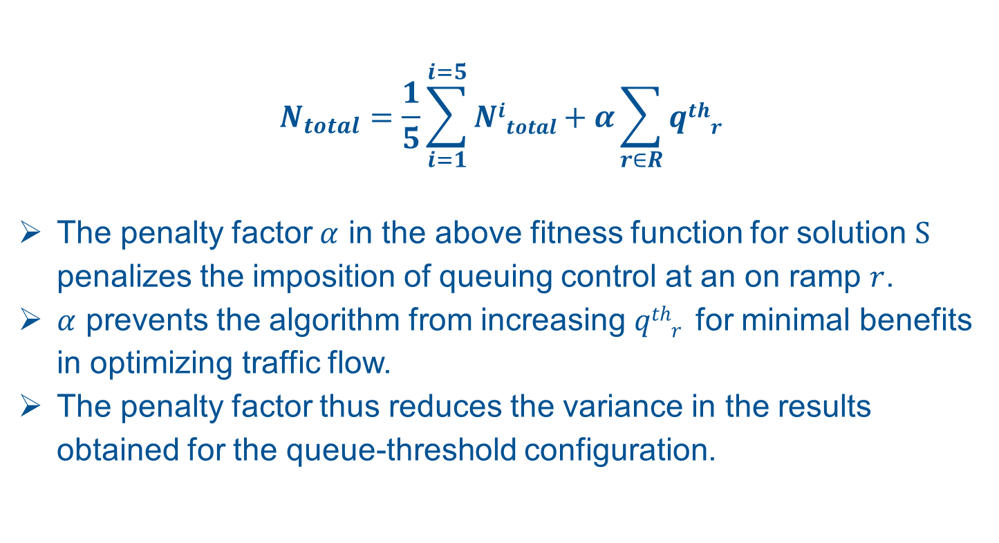 $N_{total} = \frac{1}{5} \sum_{i=1}^{i=5} {N^{i}}_{total} + \alpha \sum_{r \in R} {q^{th}}_{r}$
➢ The penalty factor α in the above fitness function for solution S
penalizes the imposition of queuing control at an on ramp r.
➢ α prevents the algorithm from increasing ${q^{th}}_{r}$ for minimal benefits
in optimizing traffic flow.
➢ The penalty factor thus reduces the variance in the results
obtained for the queue-threshold configuration.